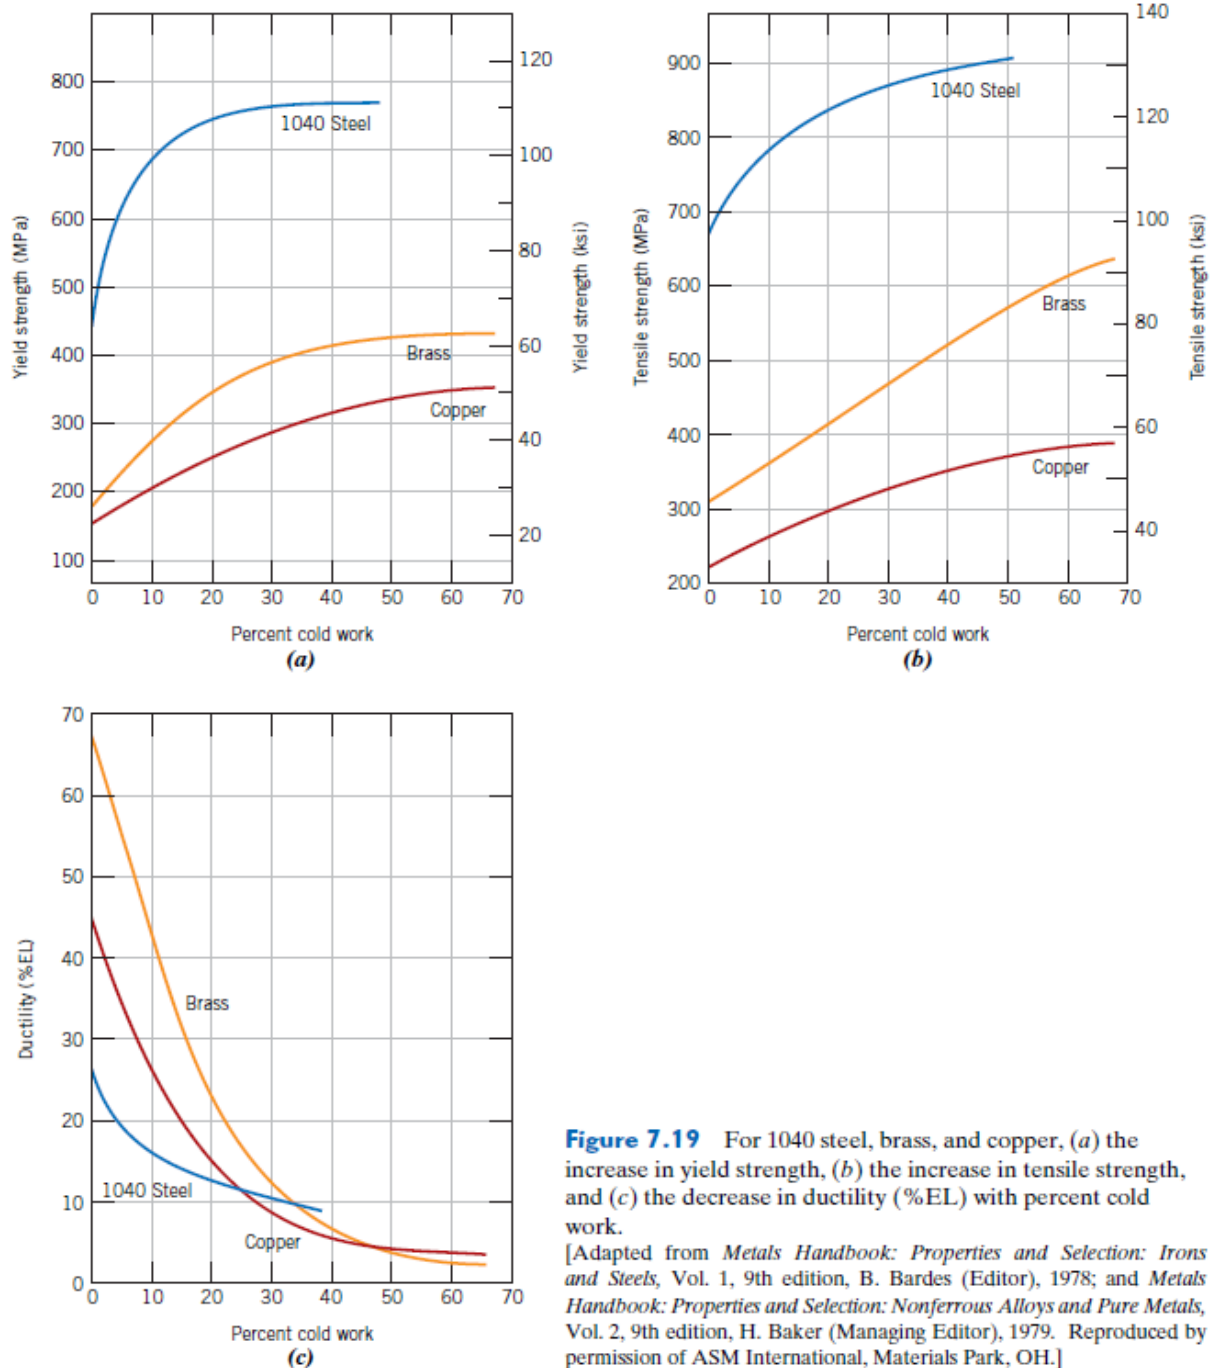 800
700
600
500
400
300
200
100
Yield strength (MPa)
120
100
80
60
40
20
Yield strength (ksi)
1040 Steel
Brass
Copper
0 10 20 30 40 50 60 70
Percent cold work
(a)
900
800
700
600
500
400
300
200
Tensile strength (MPa)
140
120
100
80
60
40
Tensile strength (ksi)
1040 Steel
Brass
Copper
0 10 20 30 40 50 60 70
Percent cold work
(b)
70
60
50
40
30
20
10
0
Ductility (%EL)
Brass
1040 Steel
Copper
0 10 20 30 40 50 60 70
Percent cold work
(c)
Figure 7.19 For 1040 steel, brass, and copper, (a) the
increase in yield strength, (b) the increase in tensile strength,
and (c) the decrease in ductility (%EL) with percent cold
work.
[Adapted from Metals Handbook: Properties and Selection: Irons
and Steels, Vol. 1, 9th edition, B. Bardes (Editor), 1978; and Metals
Handbook: Properties and Selection: Nonferrous Alloys and Pure Metals,
Vol. 2, 9th edition, H. Baker (Managing Editor), 1979. Reproduced by
permission of ASM International, Materials Park, OH.]